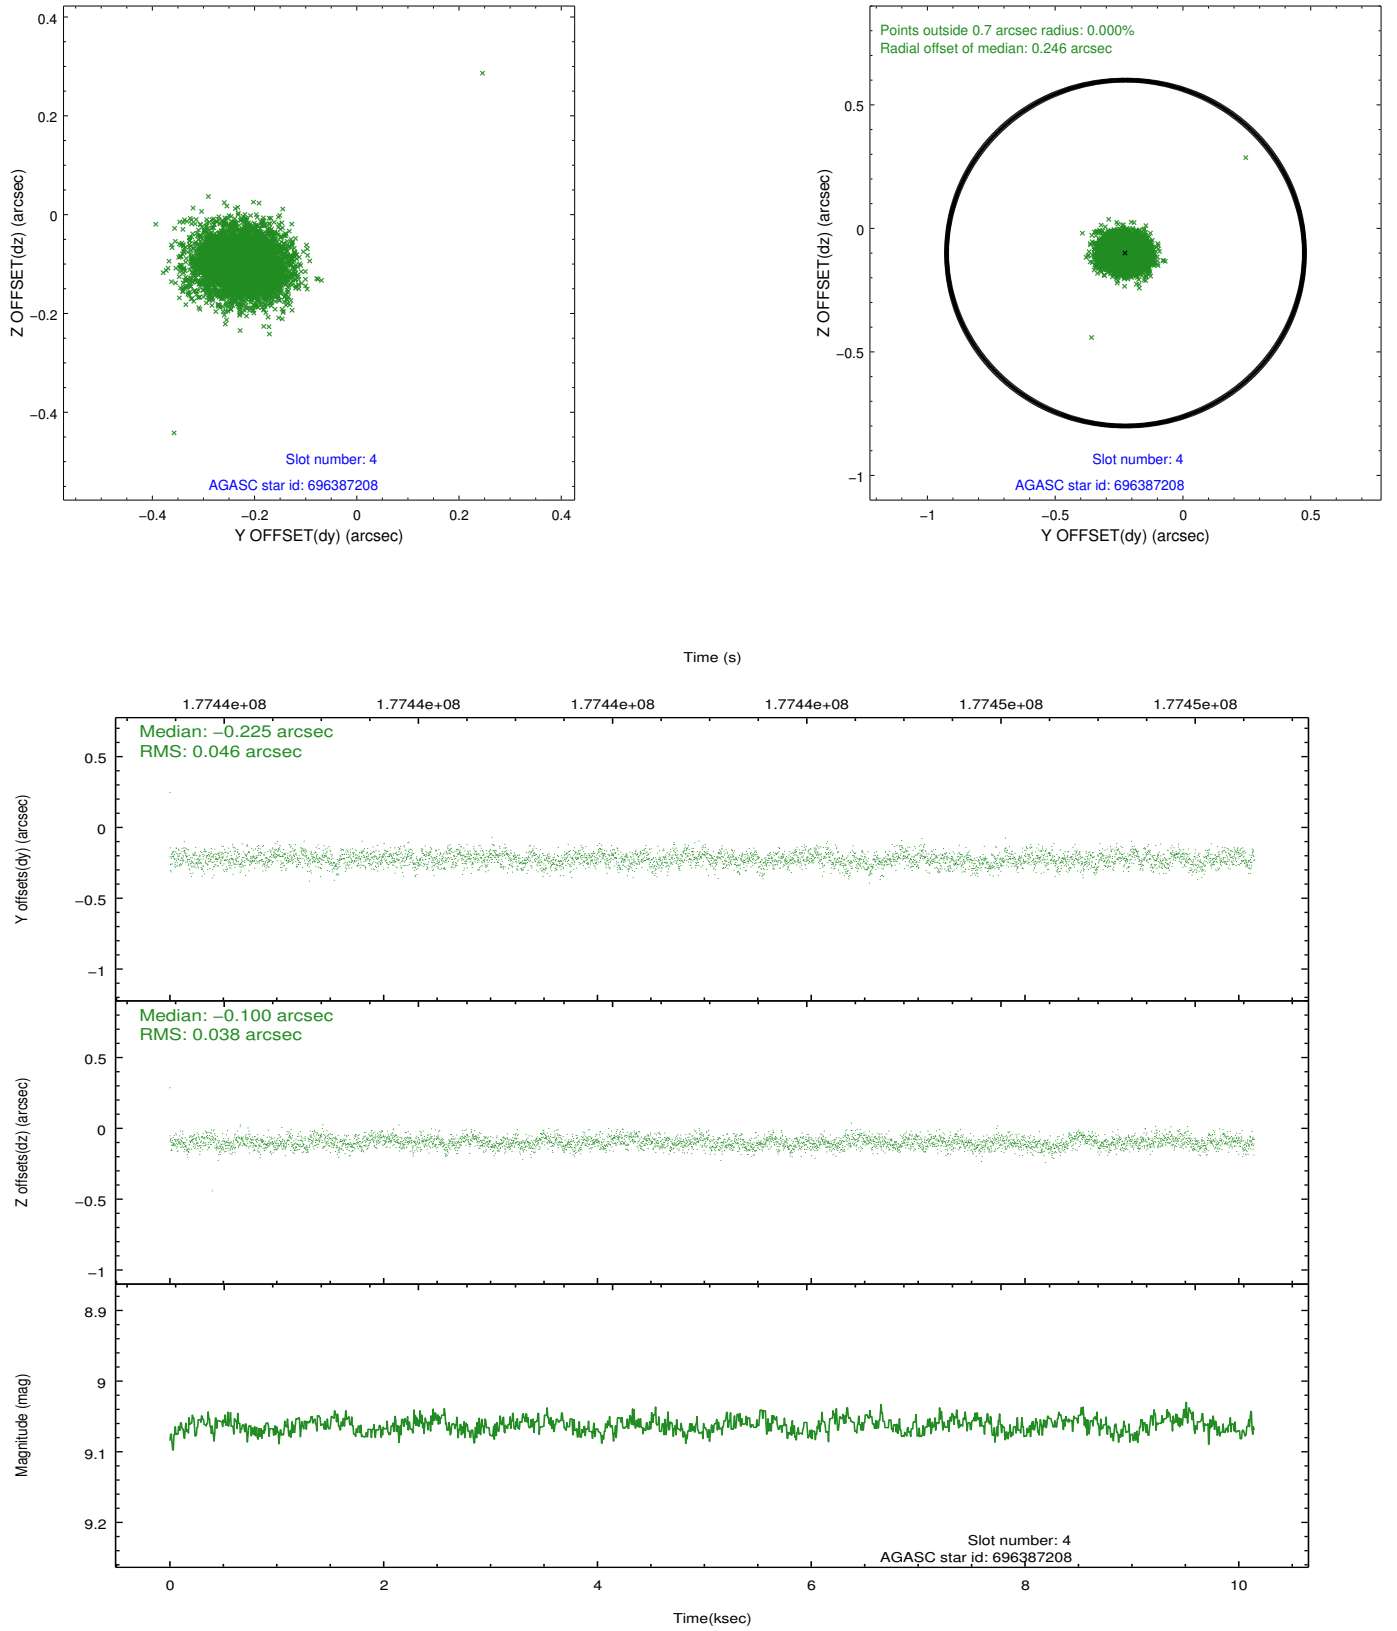 0.4
0.2
0
−0.2
−0.4
Z OFFSET(dz) (arcsec)
Slot number: 4
AGASC star id: 696387208
−0.4
−0.2
0
0.2
0.4
Y OFFSET(dy) (arcsec)
Points outside 0.7 arcsec radius: 0.000%
Radial offset of median: 0.246 arcsec
0.5
0
−0.5
−1
Z OFFSET(dz) (arcsec)
Slot number: 4
AGASC star id: 696387208
−1
−0.5
0
0.5
Y OFFSET(dy) (arcsec)
Time (s)
1.7744e+08
1.7744e+08
1.7744e+08
1.7744e+08
1.7745e+08
1.7745e+08
Median: −0.225 arcsec
RMS: 0.046 arcsec
0.5
0
−0.5
−1
Y offsets(dy) (arcsec)
Median: −0.100 arcsec
RMS: 0.038 arcsec
0.5
0
−0.5
−1
Z offsets(dz) (arcsec)
8.9
9
9.1
9.2
Magnitude (mag)
Slot number: 4
AGASC star id: 696387208
0
2
4
6
8
10
Time(ksec)